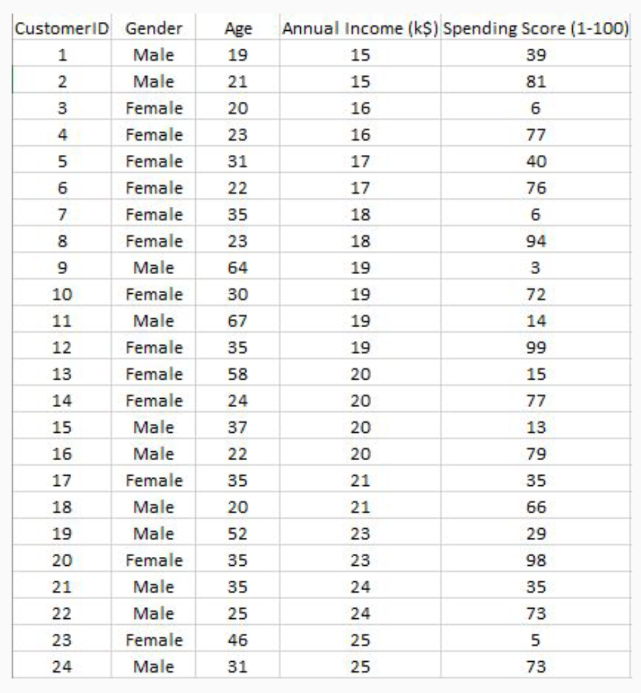 CustomerID Gender Age Annual Income (k$) Spending Score (1-100)
1 Male 19 15 39
2 Male 21 15 81
3 Female 20 16 6
4 Female 23 16 77
5 Female 31 17 40
6 Female 22 17 76
7 Female 35 18 6
8 Female 23 18 94
9 Male 64 19 3
10 Female 30 19 72
11 Male 67 19 14
12 Female 35 19 99
13 Female 58 20 15
14 Female 24 20 77
15 Male 37 20 13
16 Male 22 20 79
17 Female 35 21 35
18 Male 20 21 66
19 Male 52 23 29
20 Female 35 23 98
21 Male 35 24 35
22 Male 25 24 73
23 Female 46 25 5
24 Male 31 25 73